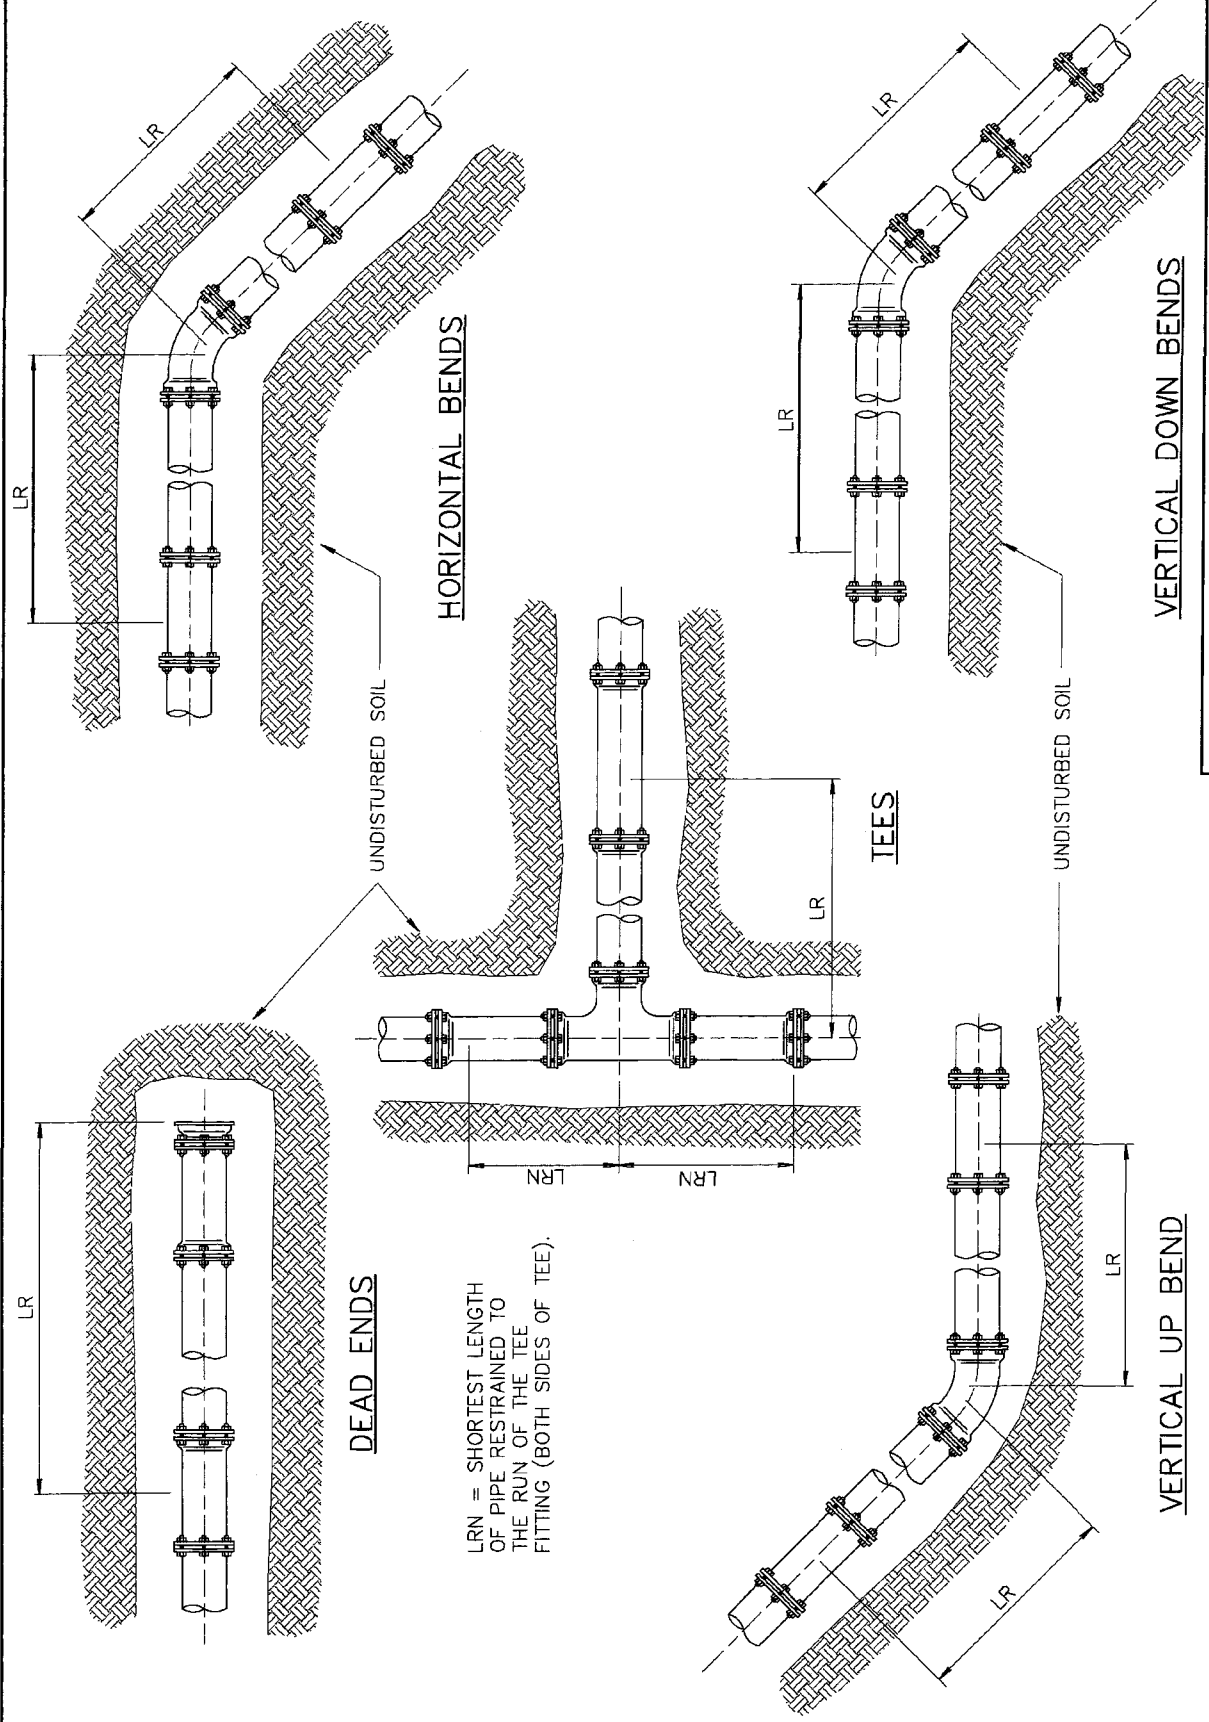 LR
DEAD ENDS
LRN = SHORTEST LENGTH
OF PIPE RESTRAINED TO
THE RUN OF THE TEE
FITTING (BOTH SIDES OF TEE).
LR
LR
HORIZONTAL BENDS
UNDISTURBED SOIL
LRN
LRN
LR
TEES
LR
LR
VERTICAL UP BEND
UNDISTURBED SOIL
LR
LR
VERTICAL DOWN BENDS